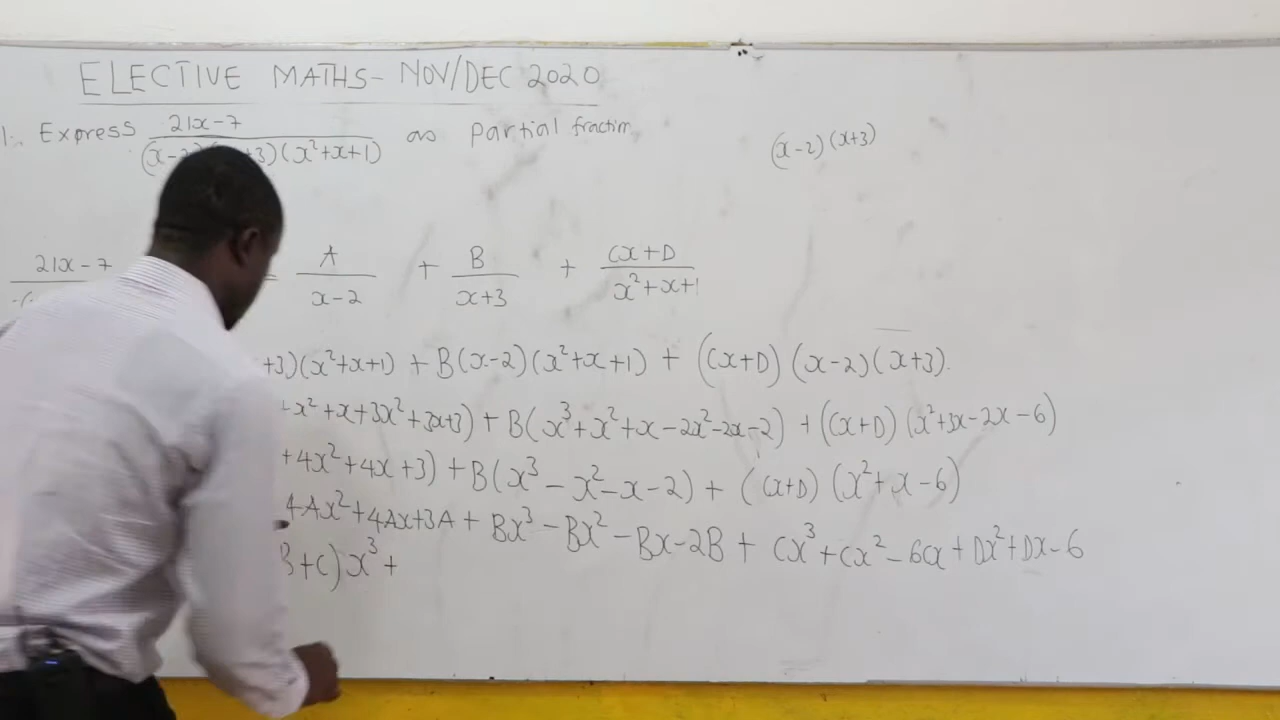 ELECTIVE MATHS - NOV/DEC 2020
1. Express 21x-7 as Partial fraction
(x-2)( +3)(x²+x+1)
(x-2)(x+3)
21x-7 = A + B + Cx+D
x-2 x+3 x²+x+1
+3)(x²+x+1) + B(x-2)(x²+x+1) + (Cx+D)(x-2)(x+3).
+x²+x+3x²+3x+3) + B(x³+x²+x-2x²-2x-2) + (Cx+D)(x²+3x-2x-6)
+4x²+4x+3) + B(x³-x²-x-2) + (Cx+D)(x²+x-6)
4Ax²+4Ax+3A + Bx³-Bx²-Bx-2B + Cx³+Cx²-6Cx+Dx²+Dx-6
B+C)x³+